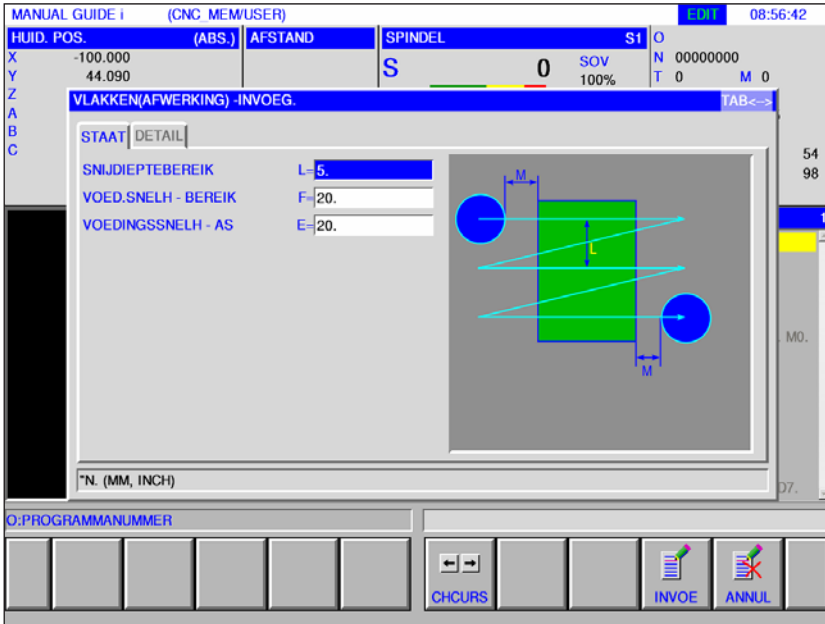 MANUAL GUIDE i (CNC_MEM/USER) EDIT 08:56:42
HUID. POS. (ABS.) AFSTAND SPINDEL S1 O
X -100.000 S 0 SOV 100% N 00000000
Y 44.090 T 0 M 0
Z
A
B
C
54
98
VLAKKEN(AFWERKING) -INVOEG. TAB<-->
STAAT DETAIL
SNIJDIEPTEBEREIK L=5.
VOED.SNELH - BEREIK F=20.
VOEDINGSSNELH - AS E=20.
M
L
M
1
M0.
D7.
"N. (MM, INCH)
O:PROGRAMMANUMMER
CHCURS INVOE ANNUL